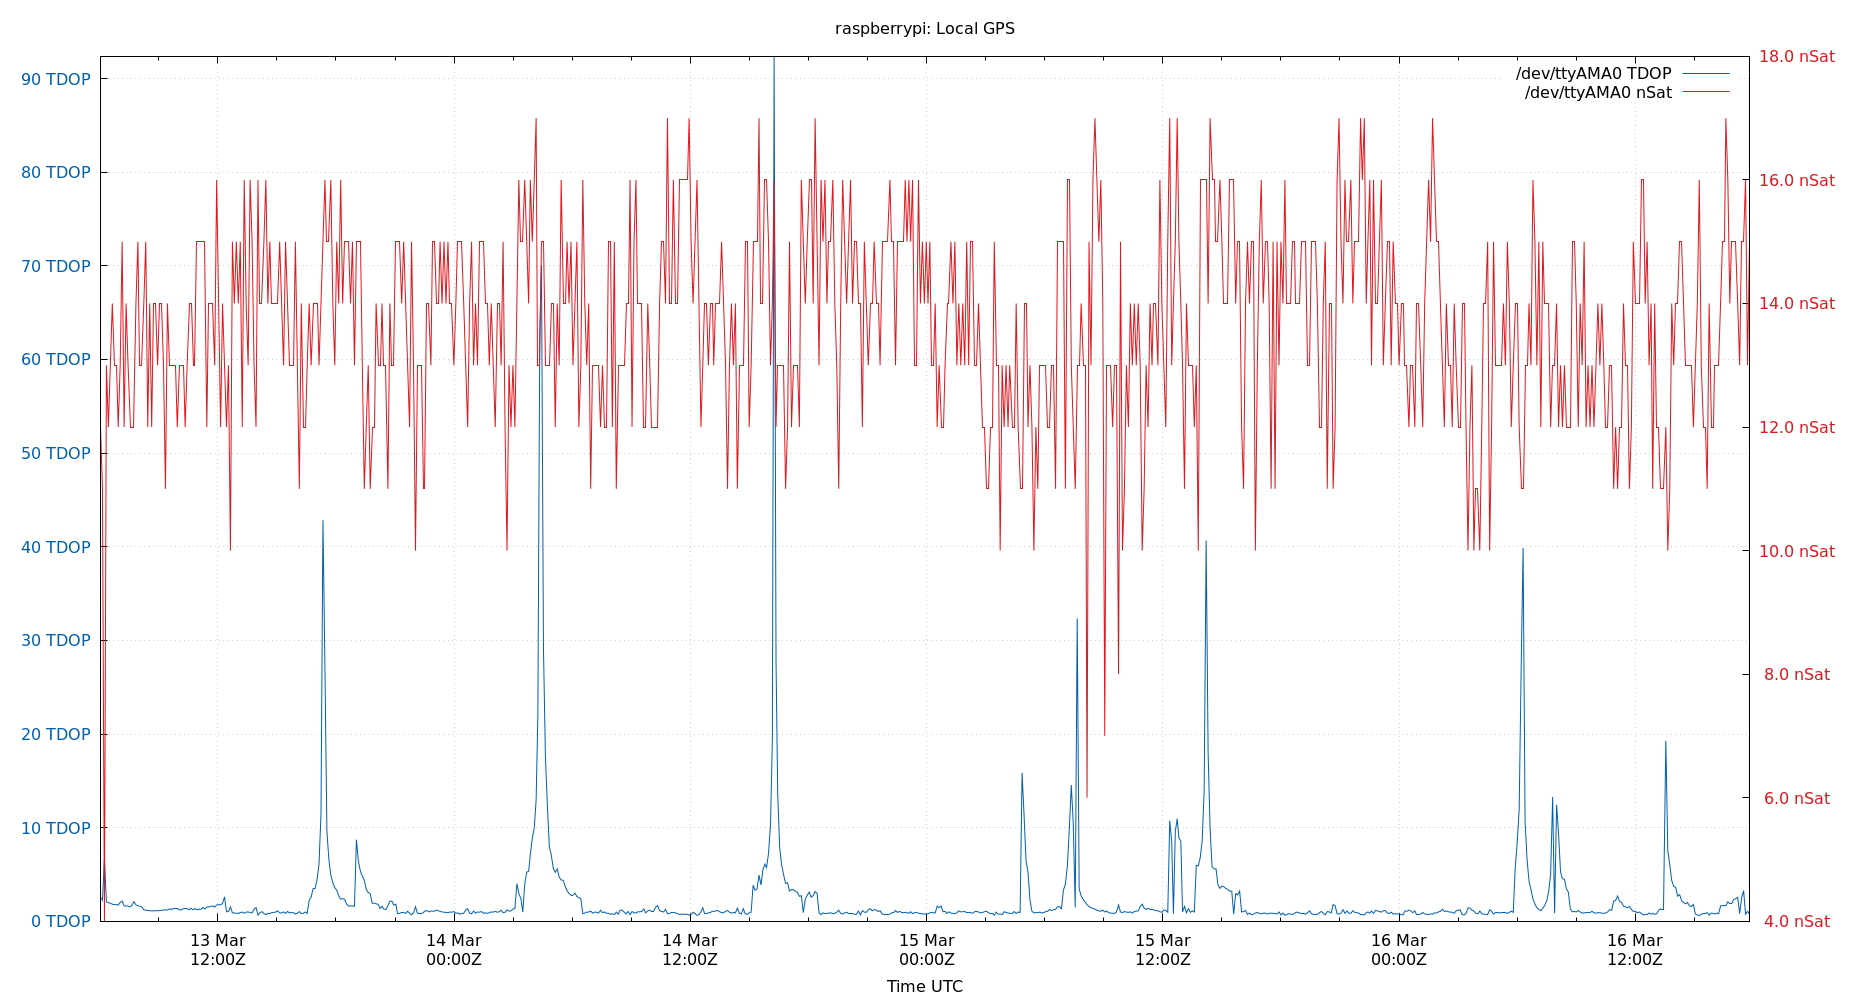 raspberrypi: Local GPS
/dev/ttyAMA0 TDOP
/dev/ttyAMA0 nSat
90 TDOP
80 TDOP
70 TDOP
60 TDOP
50 TDOP
40 TDOP
30 TDOP
20 TDOP
10 TDOP
0 TDOP
18.0 nSat
16.0 nSat
14.0 nSat
12.0 nSat
10.0 nSat
8.0 nSat
6.0 nSat
4.0 nSat
13 Mar
12:00Z
14 Mar
00:00Z
14 Mar
12:00Z
15 Mar
00:00Z
15 Mar
12:00Z
16 Mar
00:00Z
16 Mar
12:00Z
Time UTC